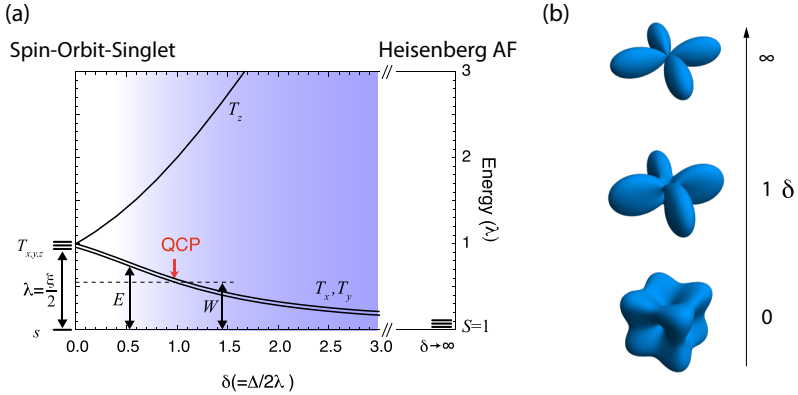 (a)
Spin-Orbit-Singlet
Heisenberg AF
T_z
QCP
T_x,y,z
λ=ξ/2
s
E
W
T_x,T_y
0.0 0.5 1.0 1.5 2.0 2.5 3.0
δ(=Δ/2λ)
3
2
1
0
Energy (λ)
S=1
δ→∞
(b)
∞
1
δ
0